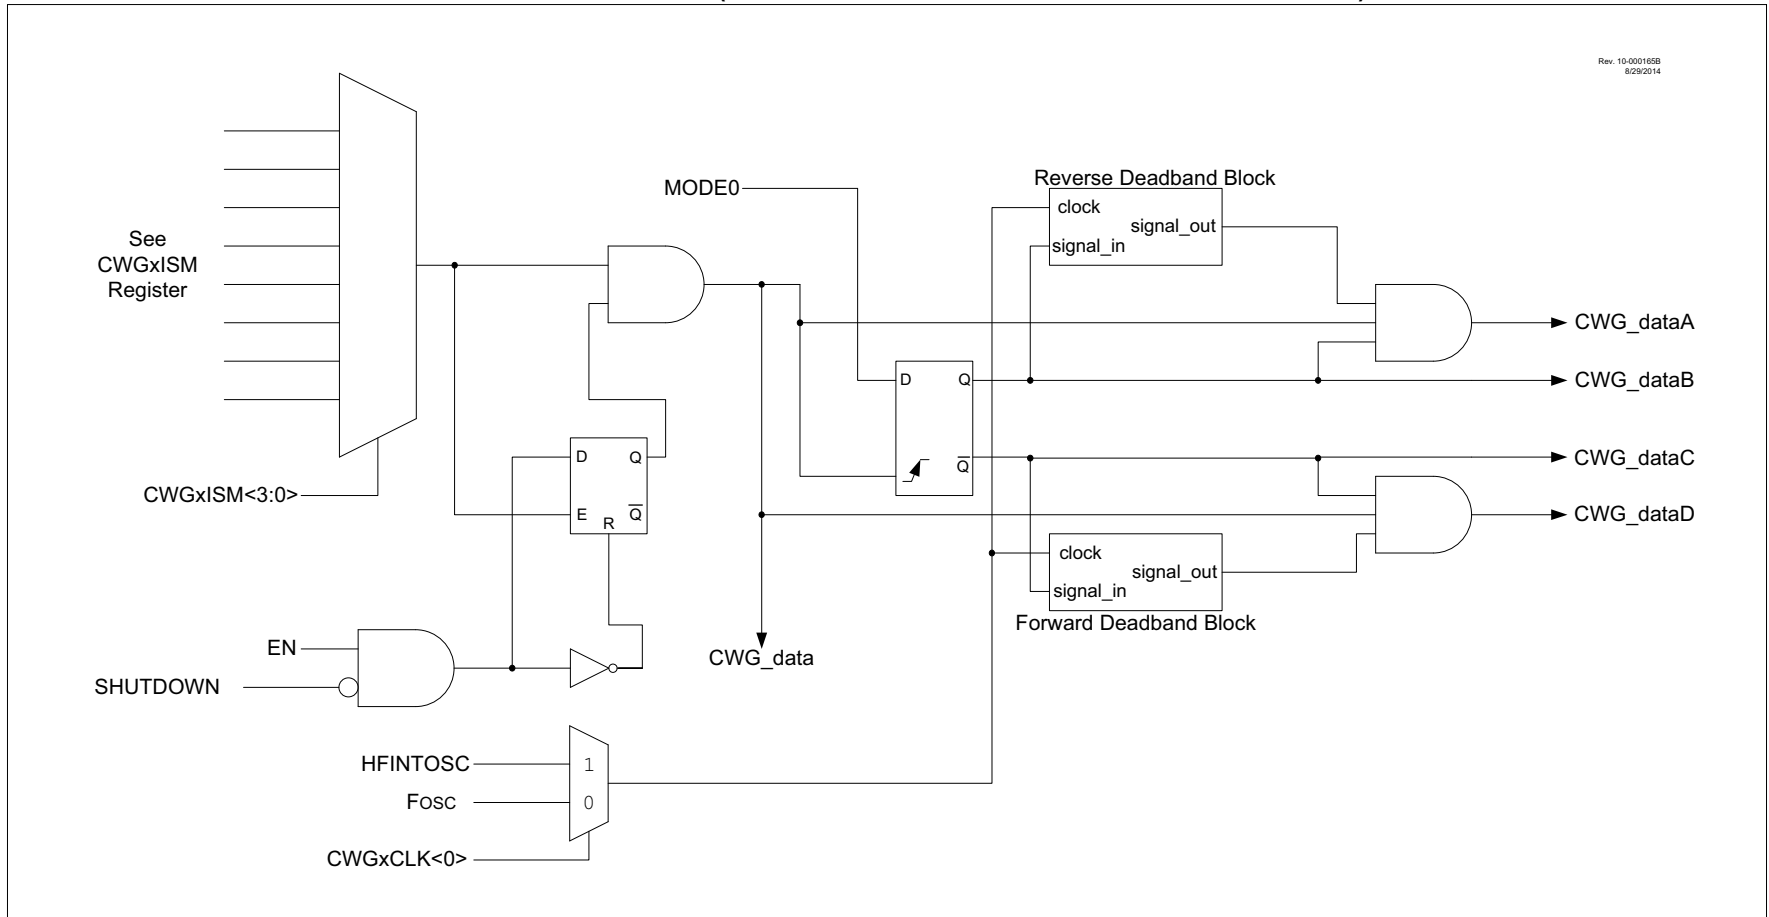 Rev. 10-000165B
8/29/2014
See
CWGxISM
Register
CWGxISM<3:0>
MODE0
Reverse Deadband Block
clock
signal_out
signal_in
CWG_dataA
D Q
CWG_dataB
Q
CWG_dataC
D Q
E R Q
CWG_dataD
clock
signal_out
signal_in
Forward Deadband Block
EN
SHUTDOWN
CWG_data
HFINTOSC
1
FOSC
0
CWGxCLK<0>